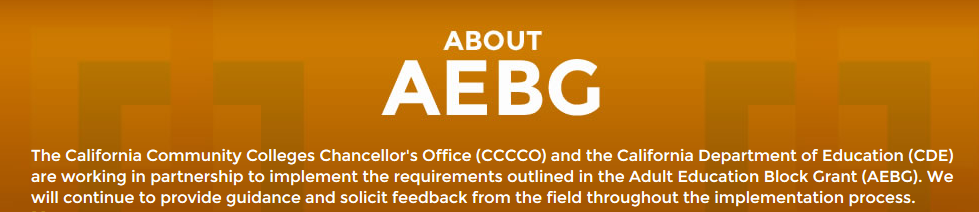 ABOUT
AEBG
The California Community Colleges Chancellor's Office (CCCCO) and the California Department of Education (CDE)
are working in partnership to implement the requirements outlined in the Adult Education Block Grant (AEBG). We
will continue to provide guidance and solicit feedback from the field throughout the implementation process.